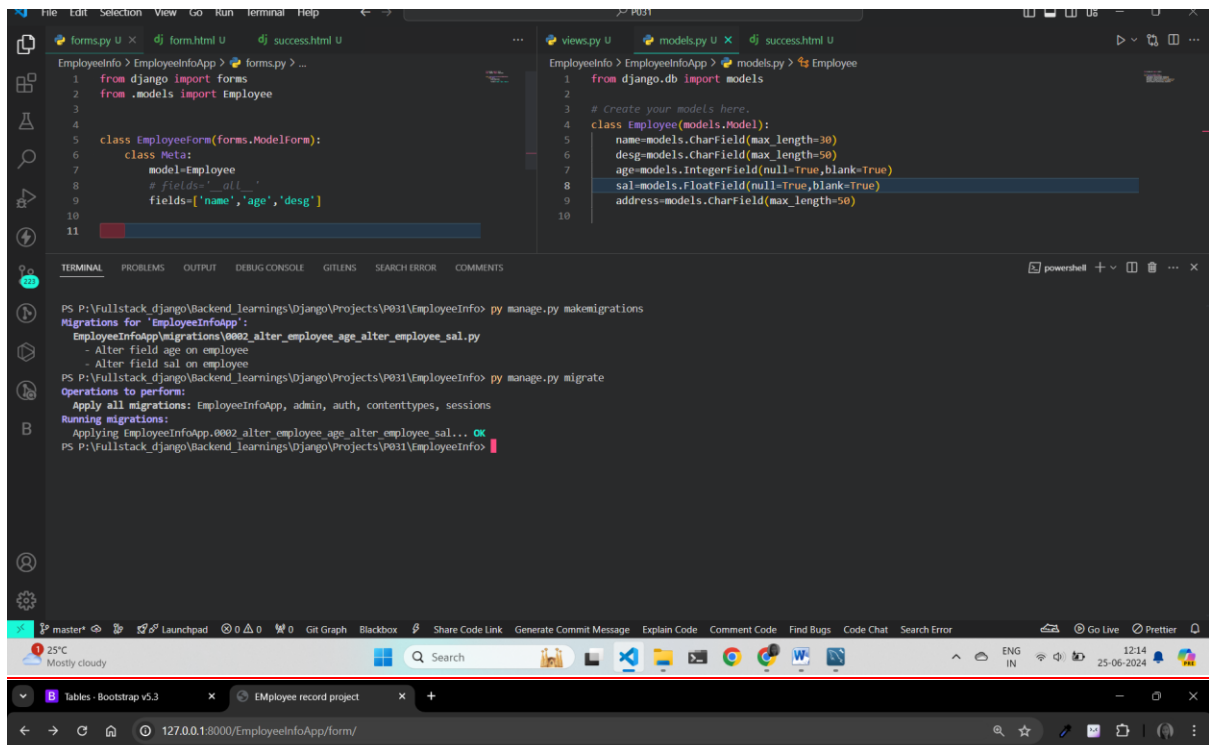 File Edit Selection View Go Run Terminal Help
P031
forms.py U
form.html U
success.html U
EmployeeInfo > EmployeeInfoApp > forms.py > ...
1 from django import forms
2 from .models import Employee
3
4
5 class EmployeeForm(forms.ModelForm):
6 class Meta:
7 model=Employee
8 # fields='__all__'
9 fields=['name','age','desg']
10
11
views.py U
models.py U
success.html U
EmployeeInfo > EmployeeInfoApp > models.py > Employee
1 from django.db import models
2
3 # Create your models here.
4 class Employee(models.Model):
5 name=models.CharField(max_length=30)
6 desg=models.CharField(max_length=50)
7 age=models.IntegerField(null=True,blank=True)
8 sal=models.FloatField(null=True,blank=True)
9 address=models.CharField(max_length=50)
10
223
B
TERMINAL PROBLEMS OUTPUT DEBUG CONSOLE GITLENS SEARCH ERROR COMMENTS
powershell
PS P:\Fullstack_django\Backend_learnings\Django\Projects\P031\EmployeeInfo> py manage.py makemigrations
Migrations for 'EmployeeInfoApp':
EmployeeInfoApp\migrations\0002_alter_employee_age_alter_employee_sal.py
- Alter field age on employee
- Alter field sal on employee
PS P:\Fullstack_django\Backend_learnings\Django\Projects\P031\EmployeeInfo> py manage.py migrate
Operations to perform:
Apply all migrations: EmployeeInfoApp, admin, auth, contenttypes, sessions
Running migrations:
Applying EmployeeInfoApp.0002_alter_employee_age_alter_employee_sal... OK
PS P:\Fullstack_django\Backend_learnings\Django\Projects\P031\EmployeeInfo>
master* Launchpad 0 0 0 Git Graph Blackbox Share Code Link Generate Commit Message Explain Code Comment Code Find Bugs Code Chat Search Error Go Live Prettier
1
25°C
Mostly cloudy
Search
ENG
IN
12:14
25-06-2024
Tables · Bootstrap v5.3
EMployee record project
127.0.0.1:8000/EmployeeInfoApp/form/